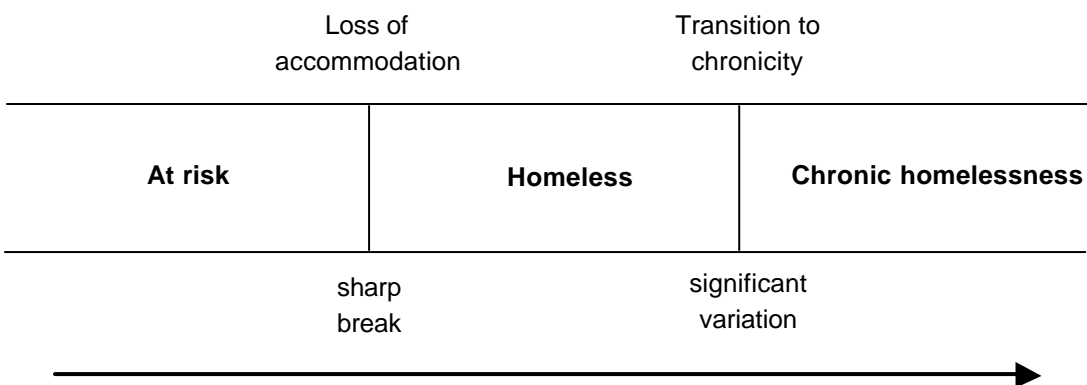 Loss of
accommodation
Transition to
chronicity
At risk
Homeless
Chronic homelessness
sharp
break
significant
variation